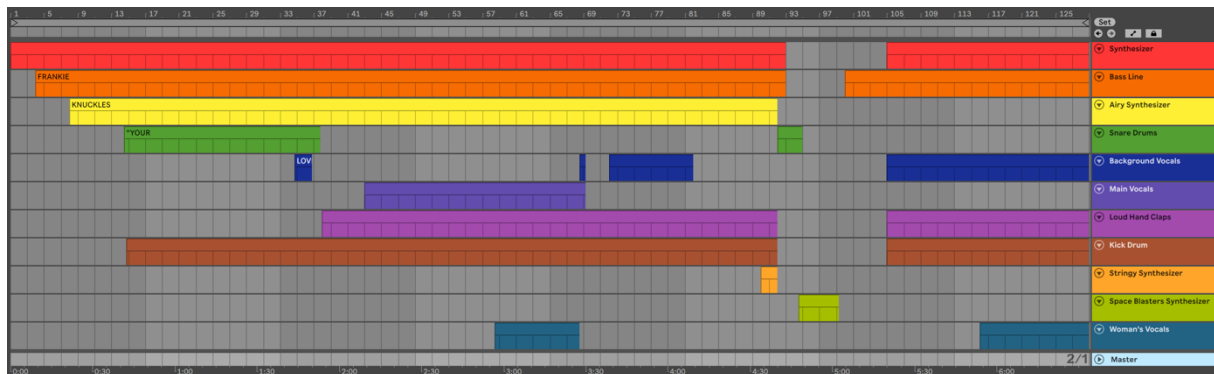 1 5 9 13 17 21 25 29 33 37 41 45 49 53 57 61 65 69 73 77 81 85 89 93 97 101 105 109 113 117 121 125
Set
Synthesizer
FRANKIE
Bass Line
KNUCKLES
Airy Synthesizer
"YOUR
Snare Drums
LOV
Background Vocals
Main Vocals
Loud Hand Claps
Kick Drum
Stringy Synthesizer
Space Blasters Synthesizer
Woman's Vocals
2/1
Master
0:00 0:30 1:00 1:30 2:00 2:30 3:00 3:30 4:00 4:30 5:00 5:30 6:00